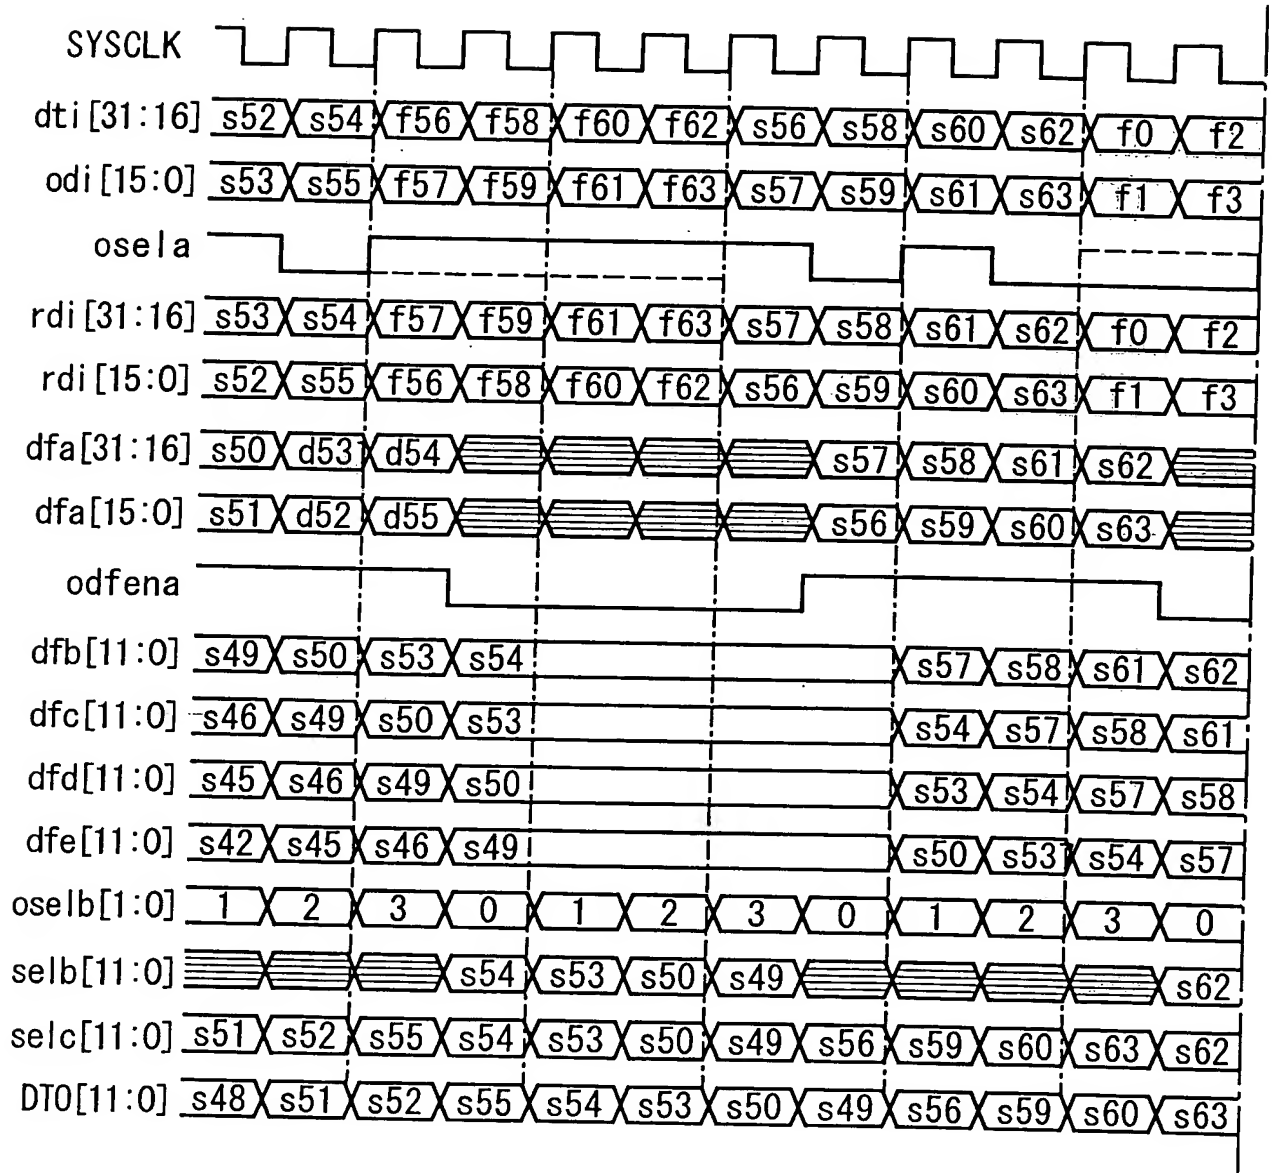 SYSCLK
dti[31:16] s52 s54 f56 f58 f60 f62 s56 s58 s60 s62 f0 f2
odi[15:0] s53 s55 f57 f59 f61 f63 s57 s59 s61 s63 f1 f3
osela
rdi[31:16] s53 s54 f57 f59 f61 f63 s57 s58 s61 s62 f0 f2
rdi[15:0] s52 s55 f56 f58 f60 f62 s56 s59 s60 s63 f1 f3
dfa[31:16] s50 d53 d54 s57 s58 s61 s62
dfa[15:0] s51 d52 d55 s56 s59 s60 s63
odfena
dfb[11:0] s49 s50 s53 s54 s57 s58 s61 s62
dfc[11:0] s46 s49 s50 s53 s54 s57 s58 s61
dfd[11:0] s45 s46 s49 s50 s53 s54 s57 s58
dfe[11:0] s42 s45 s46 s49 s50 s53 s54 s57
oselb[1:0] 1 2 3 0 1 2 3 0 1 2 3 0
selb[11:0] s54 s53 s50 s49 s62
selc[11:0] s51 s52 s55 s54 s53 s50 s49 s56 s59 s60 s63 s62
DTO[11:0] s48 s51 s52 s55 s54 s53 s50 s49 s56 s59 s60 s63